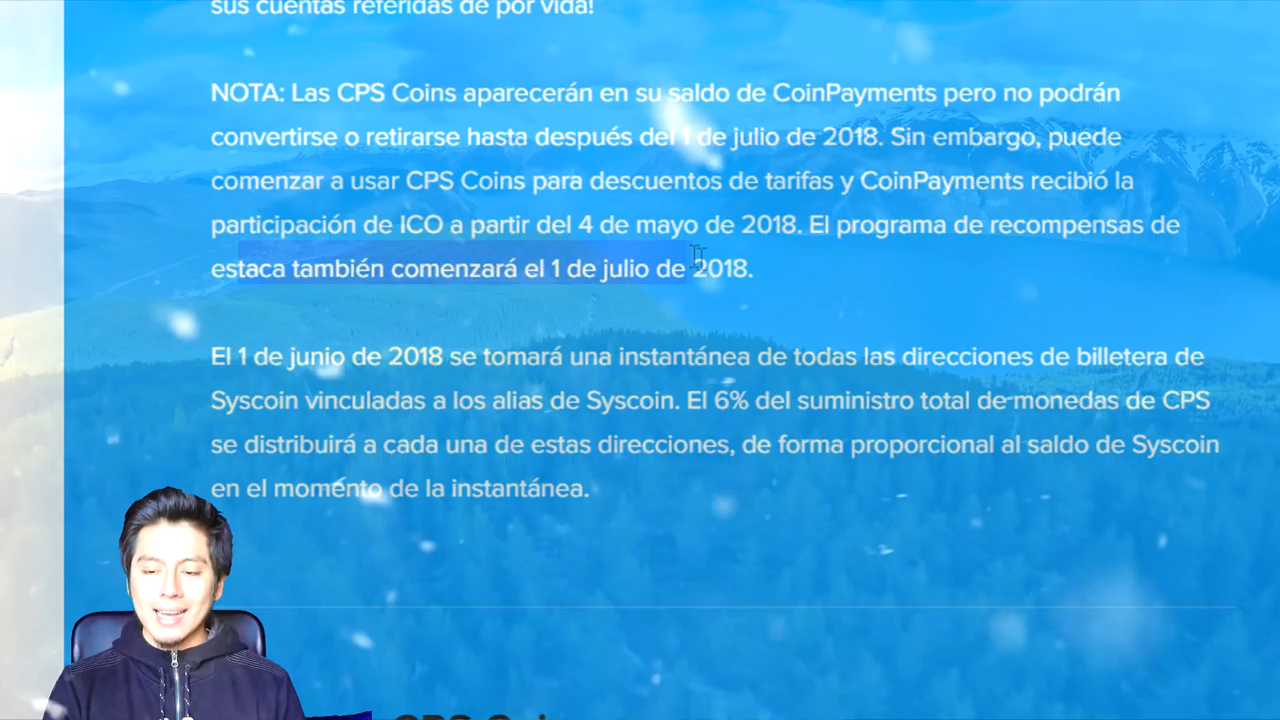 sus cuentas referidas de por vida!
NOTA: Las CPS Coins aparecerán en su saldo de CoinPayments pero no podrán
convertirse o retirarse hasta después del 1 de julio de 2018. Sin embargo, puede
comenzar a usar CPS Coins para descuentos de tarifas y CoinPayments recibió la
participación de ICO a partir del 4 de mayo de 2018. El programa de recompensas de
estaca también comenzará el 1 de julio de 2018.
El 1 de junio de 2018 se tomará una instantánea de todas las direcciones de billetera de
Syscoin vinculadas a los alias de Syscoin. El 6% del suministro total de monedas de CPS
se distribuirá a cada una de estas direcciones, de forma proporcional al saldo de Syscoin
en el momento de la instantánea.